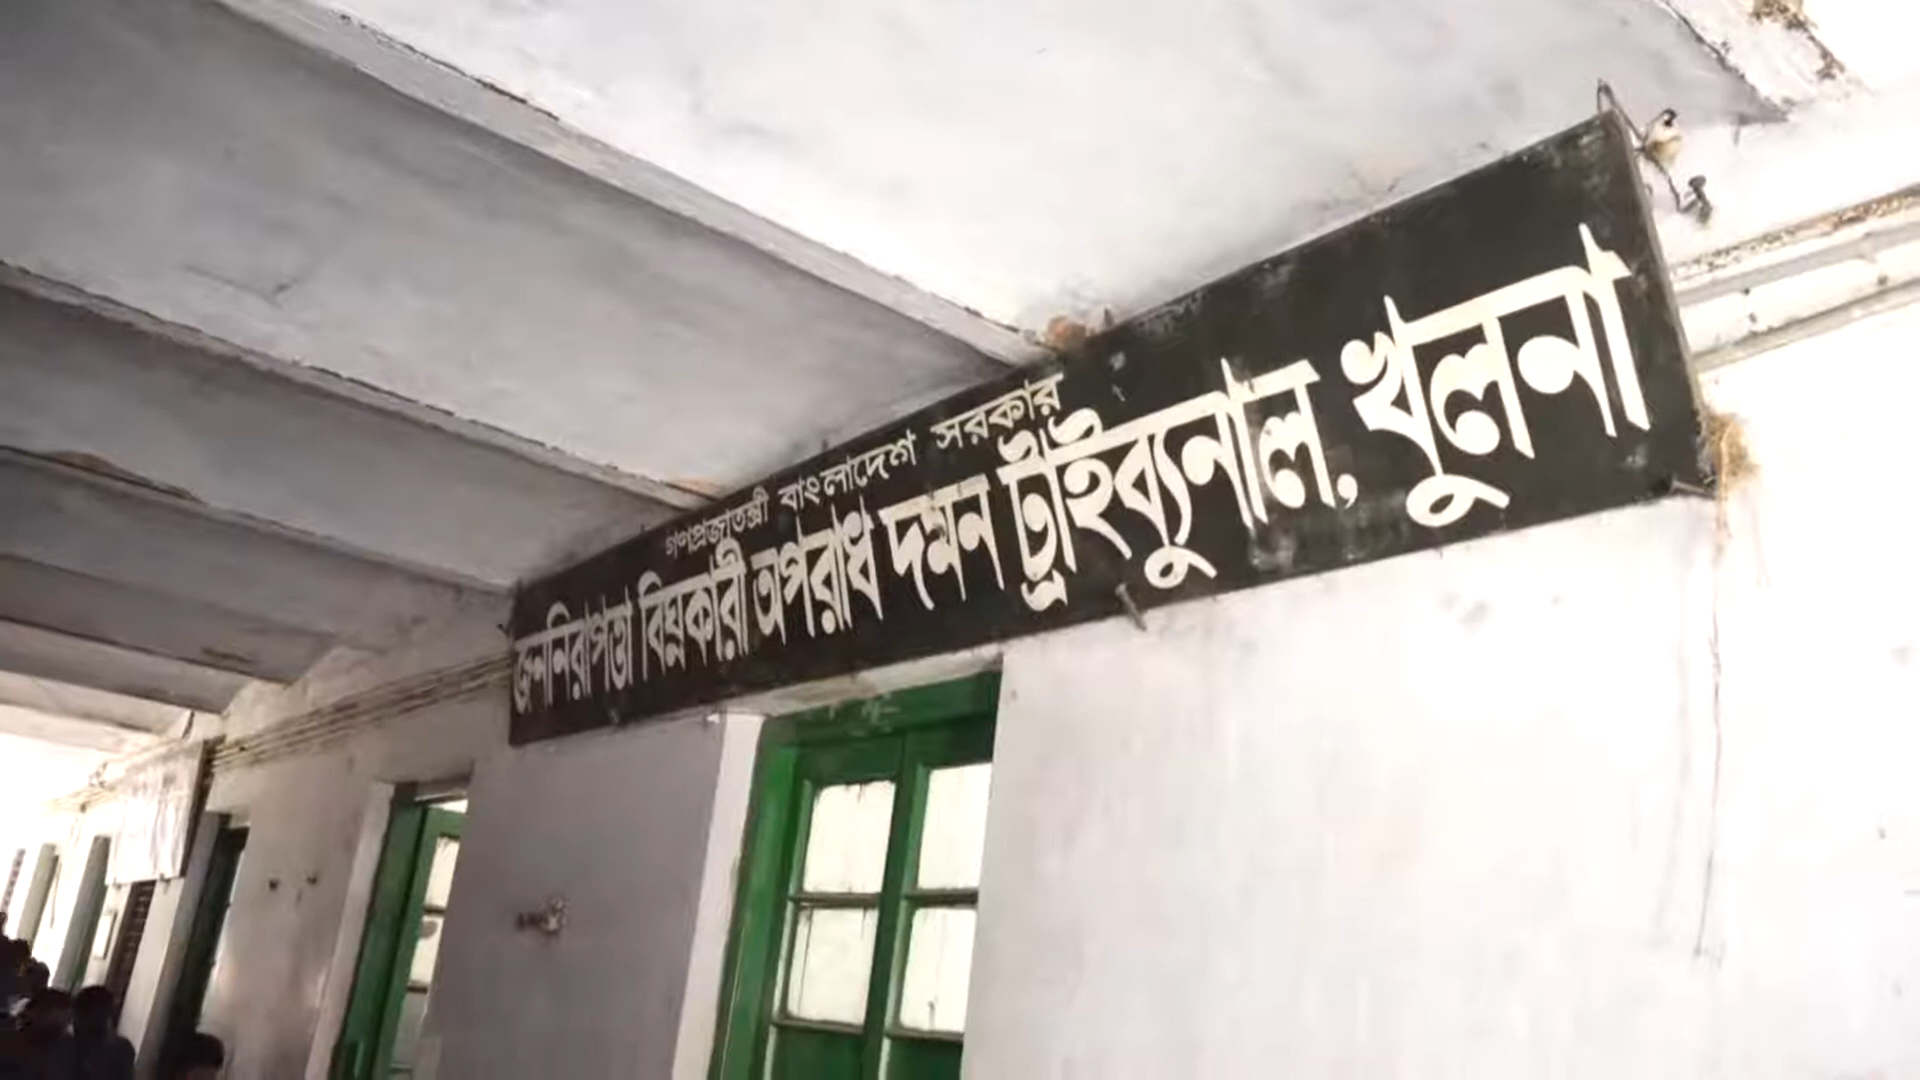 গণপ্রজাতন্ত্রী বাংলাদেশ সরকার
জননিরাপত্তা বিঘ্নকারী অপরাধ দমন ট্রাইব্যুনাল, খুলনা